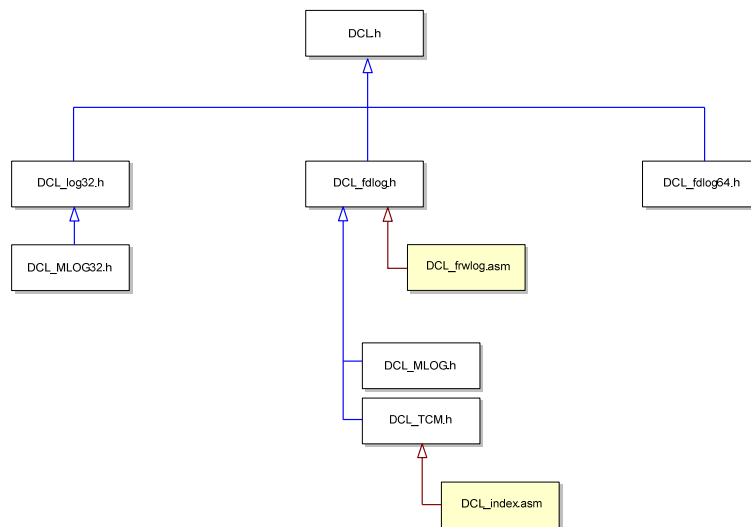 DCL.h
DCL_log32.h
DCL_fdlog.h
DCL_fdlog64.h
DCL_MLOG32.h
DCL_frwlog.asm
DCL_MLOG.h
DCL_TCM.h
DCL_index.asm